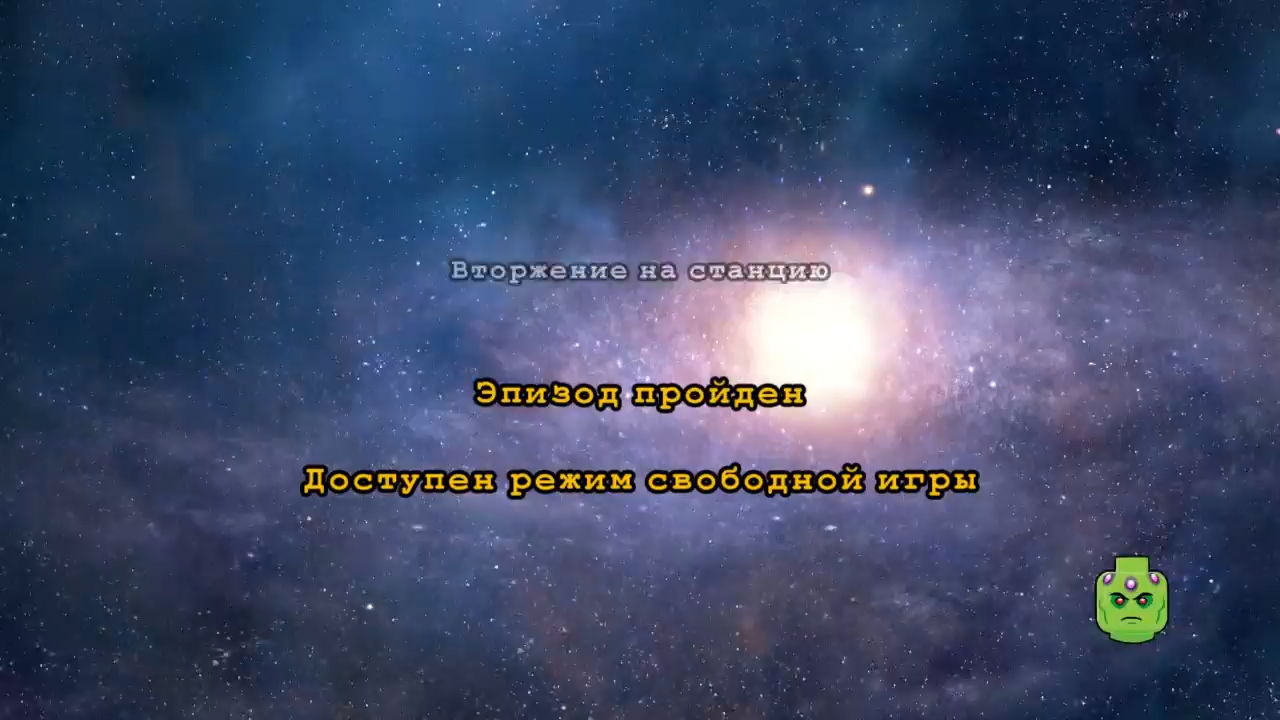 Вторжение на станцию
Эпизод пройден
Доступен режим свободной игры